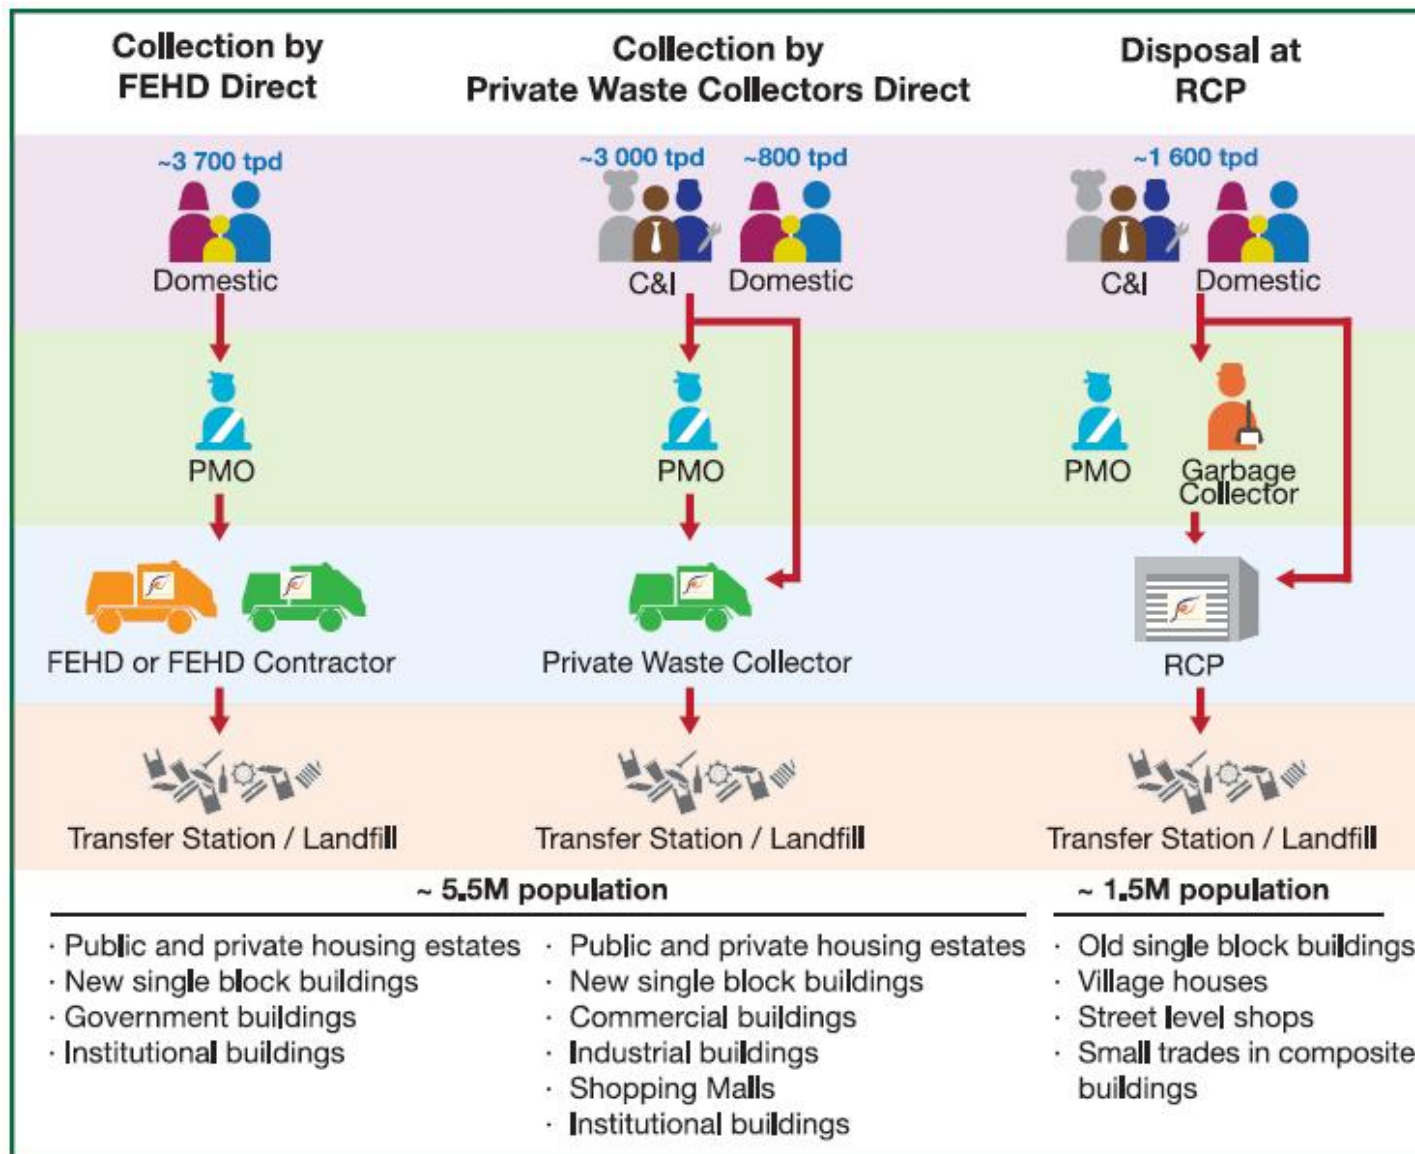 Collection by
FEHD Direct
~3 700 tpd
Domestic
PMO
FEHD or FEHD Contractor
Transfer Station / Landfill
Collection by
Private Waste Collectors Direct
~3 000 tpd
~800 tpd
C&I
Domestic
PMO
Private Waste Collector
Transfer Station / Landfill
Disposal at
RCP
~1 600 tpd
C&I
Domestic
PMO
Garbage
Collector
RCP
Transfer Station / Landfill
~ 5.5M population
· Public and private housing estates
· New single block buildings
· Government buildings
· Institutional buildings
· Public and private housing estates
· New single block buildings
· Commercial buildings
· Industrial buildings
· Shopping Malls
· Institutional buildings
~ 1.5M population
· Old single block buildings
· Village houses
· Street level shops
· Small trades in composite
buildings